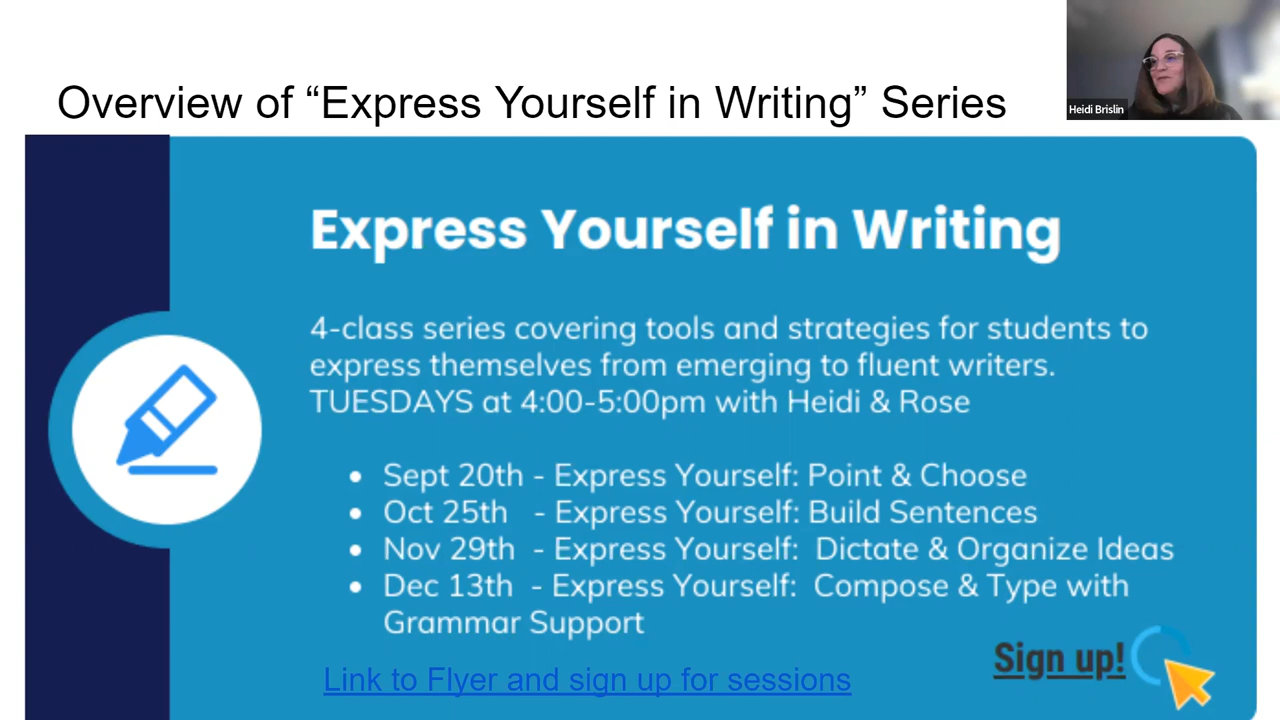 Heidi Brislin
Overview of “Express Yourself in Writing” Series
Express Yourself in Writing
4-class series covering tools and strategies for students to
express themselves from emerging to fluent writers.
TUESDAYS at 4:00-5:00pm with Heidi & Rose
• Sept 20th - Express Yourself: Point & Choose
• Oct 25th - Express Yourself: Build Sentences
• Nov 29th - Express Yourself: Dictate & Organize Ideas
• Dec 13th - Express Yourself: Compose & Type with
Grammar Support
Sign up!
Link to Flyer and sign up for sessions